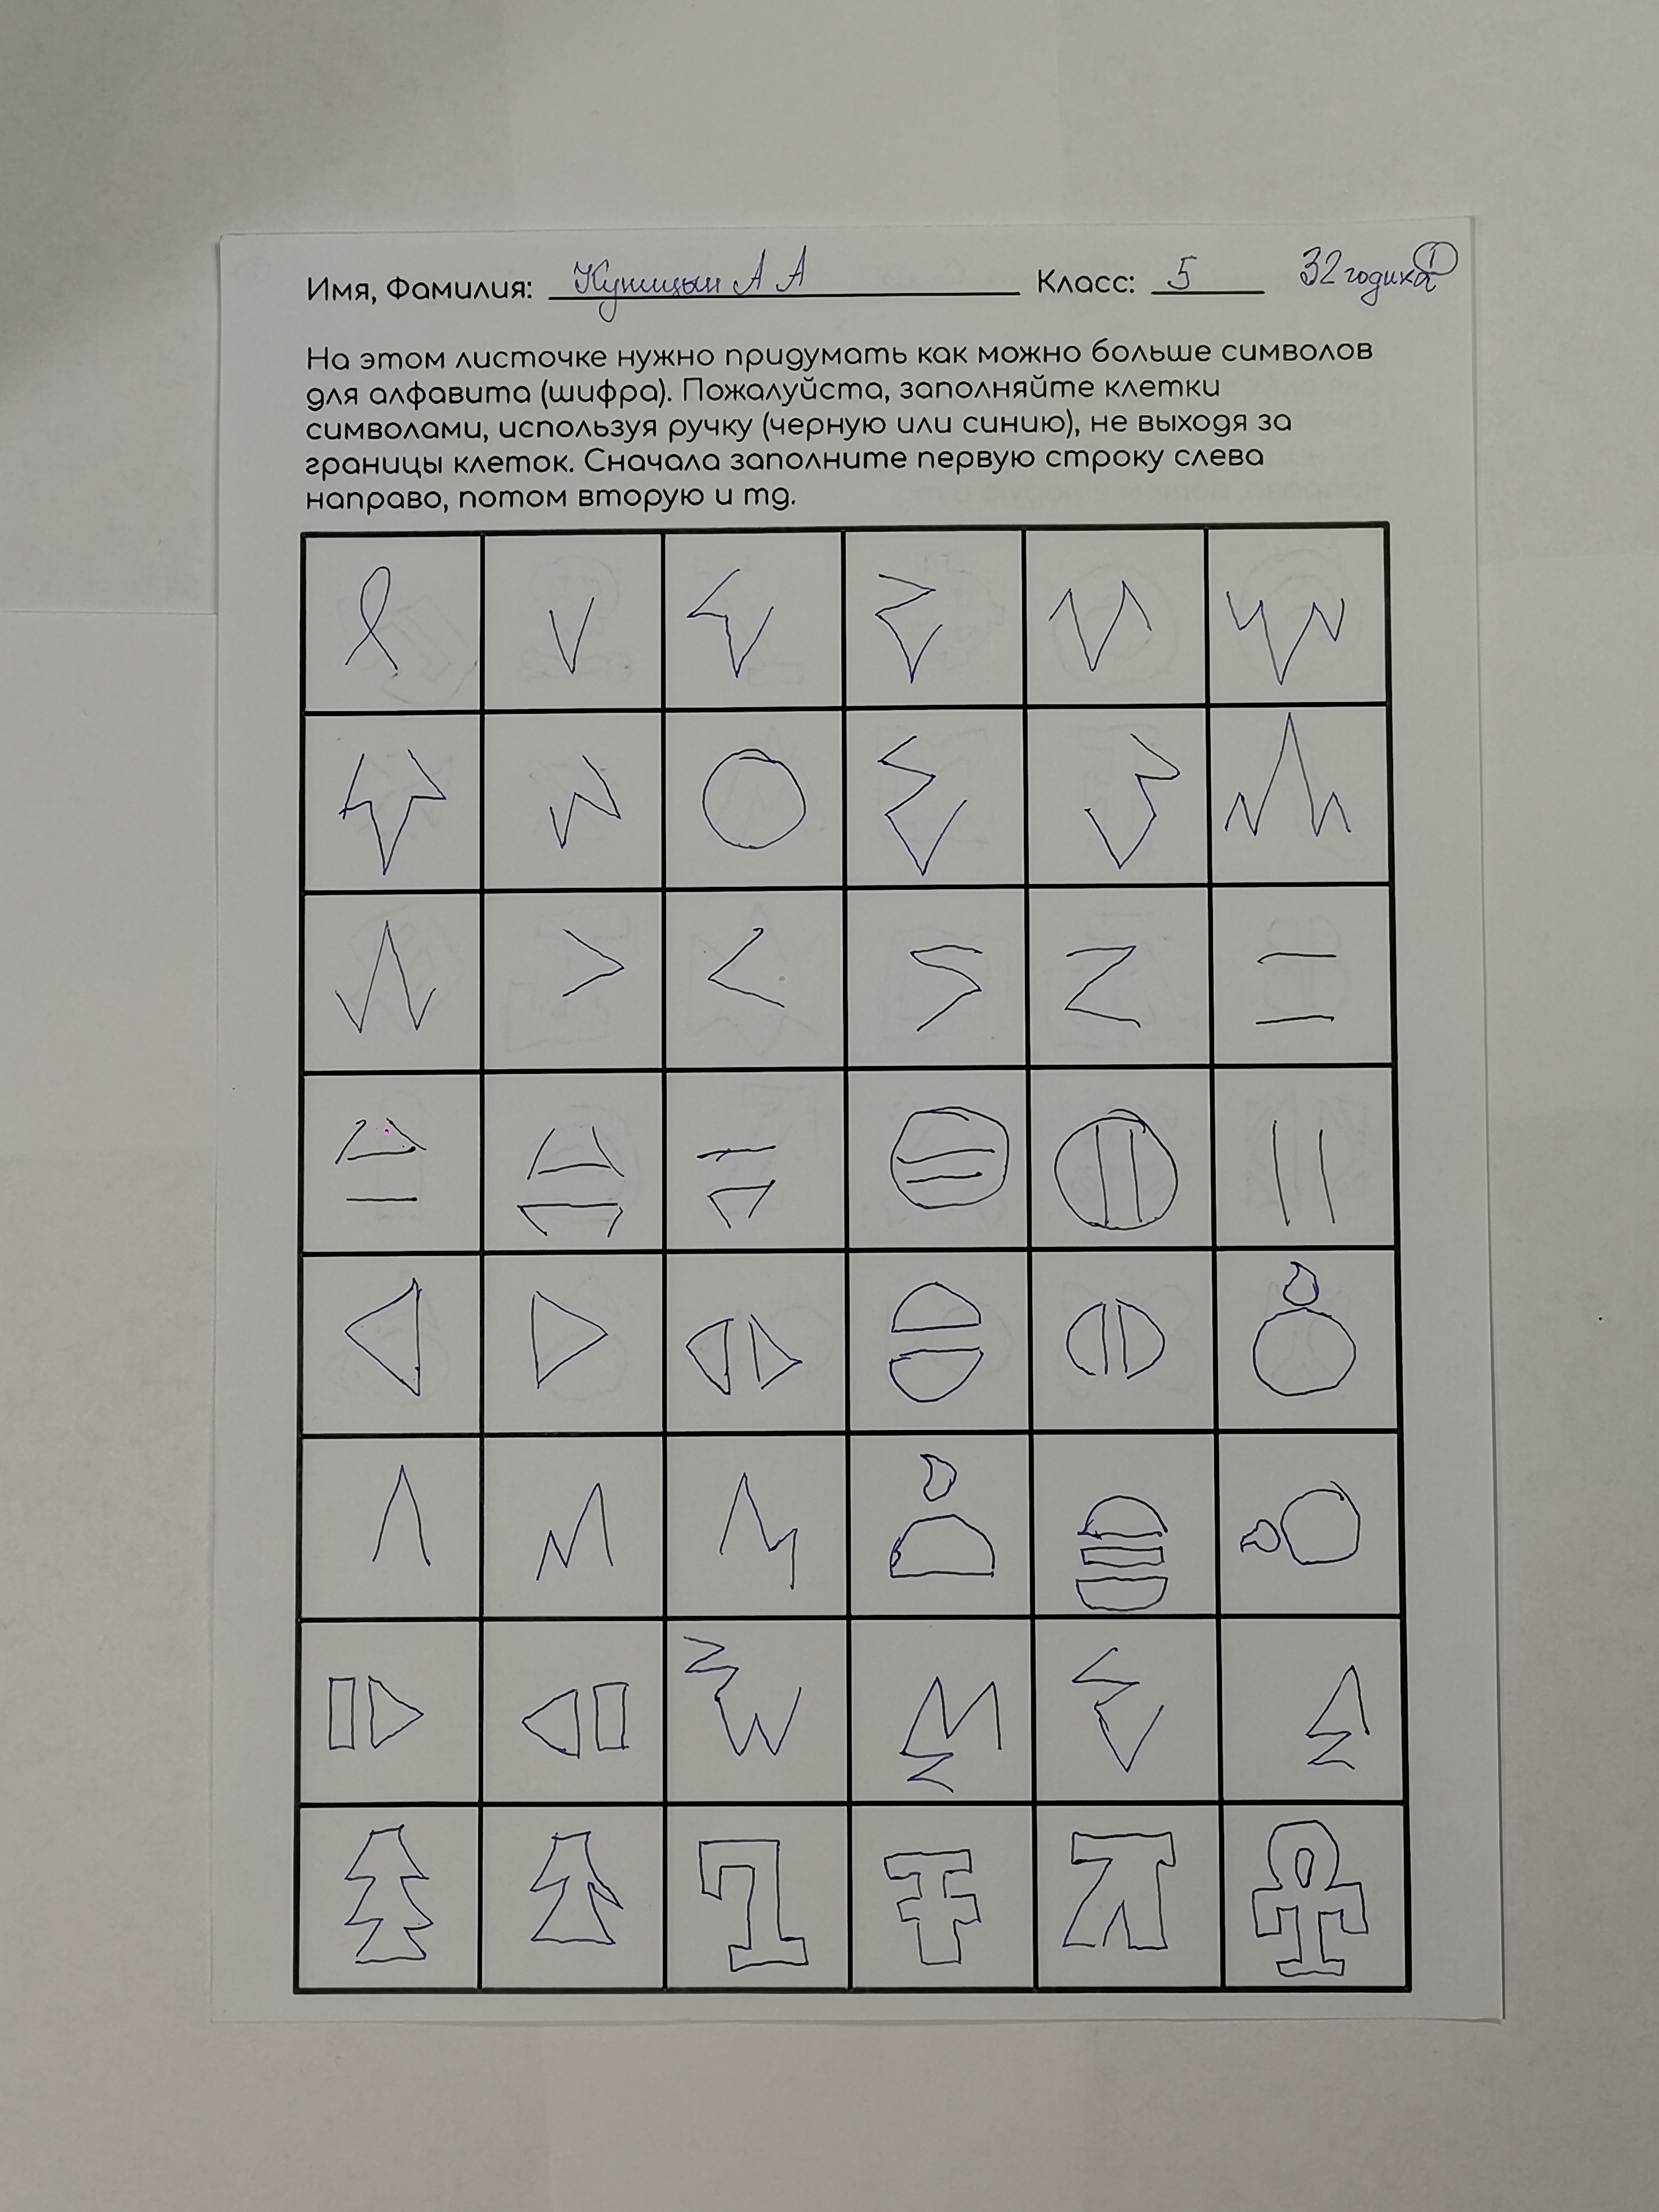 Имя, Фамилия: Куницын А А Класс: 5 32 годика 1
На этом листочке нужно придумать как можно больше символов
для алфавита (шифра). Пожалуйста, заполняйте клетки
символами, используя ручку (черную или синию), не выходя за
границы клеток. Сначала заполните первую строку слева
направо, потом вторую и тд.